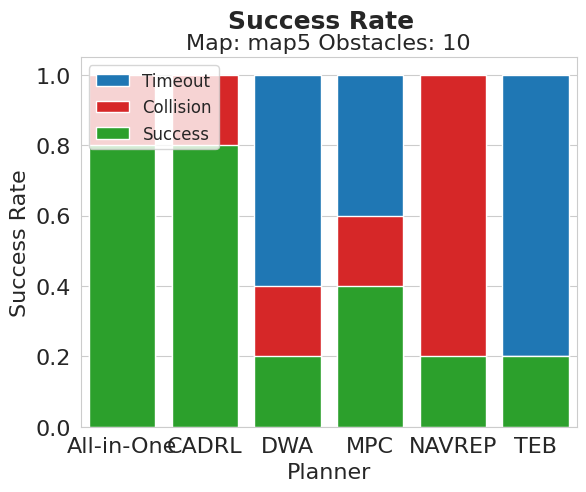 Success Rate
Map: map5 Obstacles: 10
Timeout
Collision
Success
1.0
0.8
0.6
0.4
0.2
0.0
Success Rate
All-in-One CADRL DWA MPC NAVREP TEB
Planner